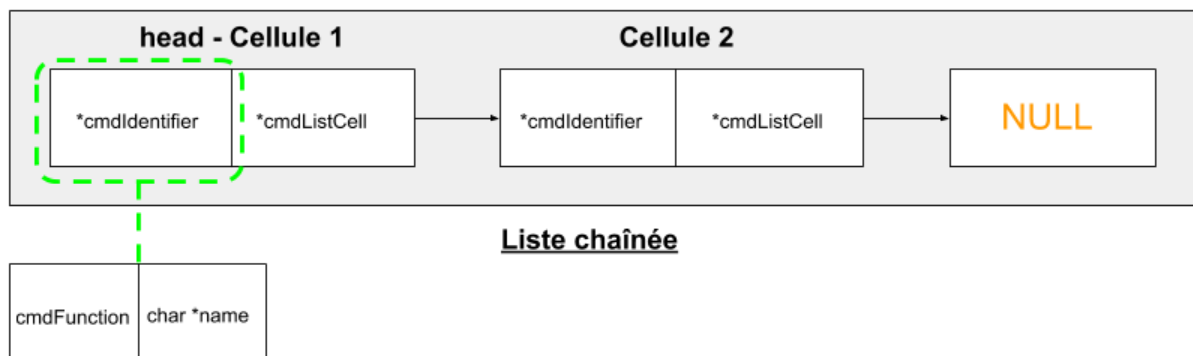 head - Cellule 1
Cellule 2
*cmdIdentifier
*cmdListCell
*cmdIdentifier
*cmdListCell
NULL
Liste chaînée
cmdFunction
char *name